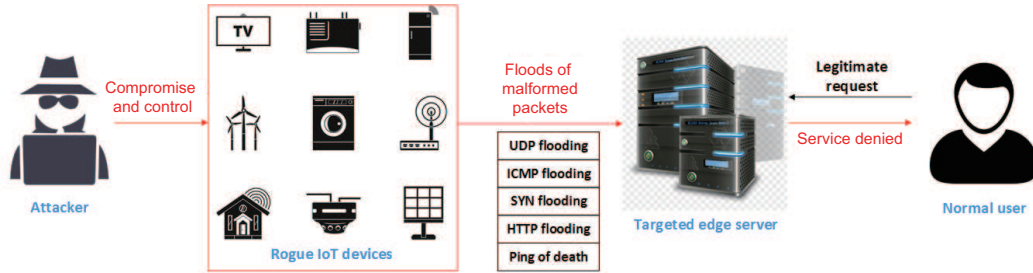 TV
Compromise
and control
Attacker
Rogue IoT devices
Floods of
malformed
packets
UDP flooding
ICMP flooding
SYN flooding
HTTP flooding
Ping of death
Targeted edge server
Legitimate
request
Service denied
Normal user